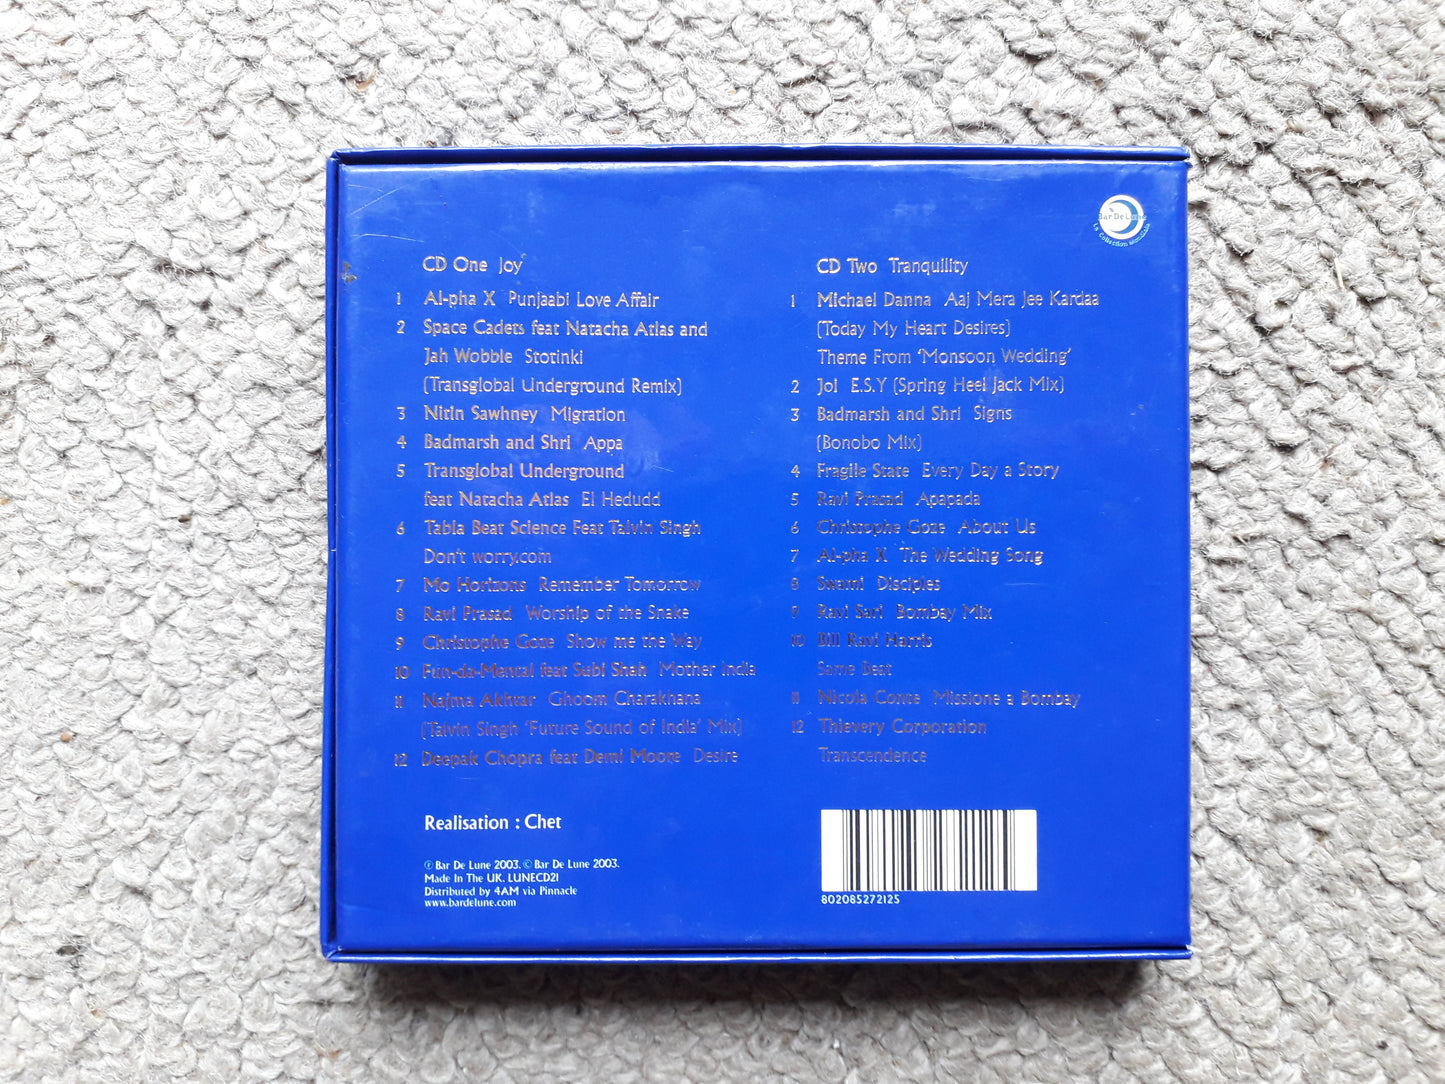 Bar De Lune
La Collection Mondiale
CD One Joy
1 Al-pha X Punjaabi Love Affair
2 Space Cadets feat Natacha Atlas and
Jah Wobble Stotinki
(Transglobal Underground Remix)
3 Nitin Sawhney Migration
4 Badmarsh and Shri Appa
5 Transglobal Underground
feat Natacha Atlas El Hedudd
6 Tabla Beat Science Feat Talvin Singh
Don't worry.com
7 Mo Horizons Remember Tomorrow
8 Ravi Prasad Worship of the Snake
9 Christophe Goze Show me the Way
10 Fun-da-Mental feat Subi Shah Mother India
11 Najma Akhtar Ghoom Charakhana
(Talvin Singh 'Future Sound of India' Mix)
12 Deepak Chopra feat Demi Moore Desire
CD Two Tranquility
1 Michael Danna Aaj Mera Jee Kardaa
(Today My Heart Desires)
Theme From 'Monsoon Wedding'
2 Joi E.S.Y (Spring Heel Jack Mix)
3 Badmarsh and Shri Signs
(Bonobo Mix)
4 Fragile State Every Day a Story
5 Ravi Prasad Apapada
6 Christophe Goze About Us
7 Al-pha X The Wedding Song
8 Swami Disciples
9 Ravi Sari Bombay Mix
10 Bill Ravi Harris
Same Beat
11 Nicola Conte Missione a Bombay
12 Thievery Corporation
Transcendence
Realisation : Chet
℗ Bar De Lune 2003. © Bar De Lune 2003.
Made In The UK. LUNECD21
Distributed by 4AM via Pinnacle
www.bardelune.com
802085272125